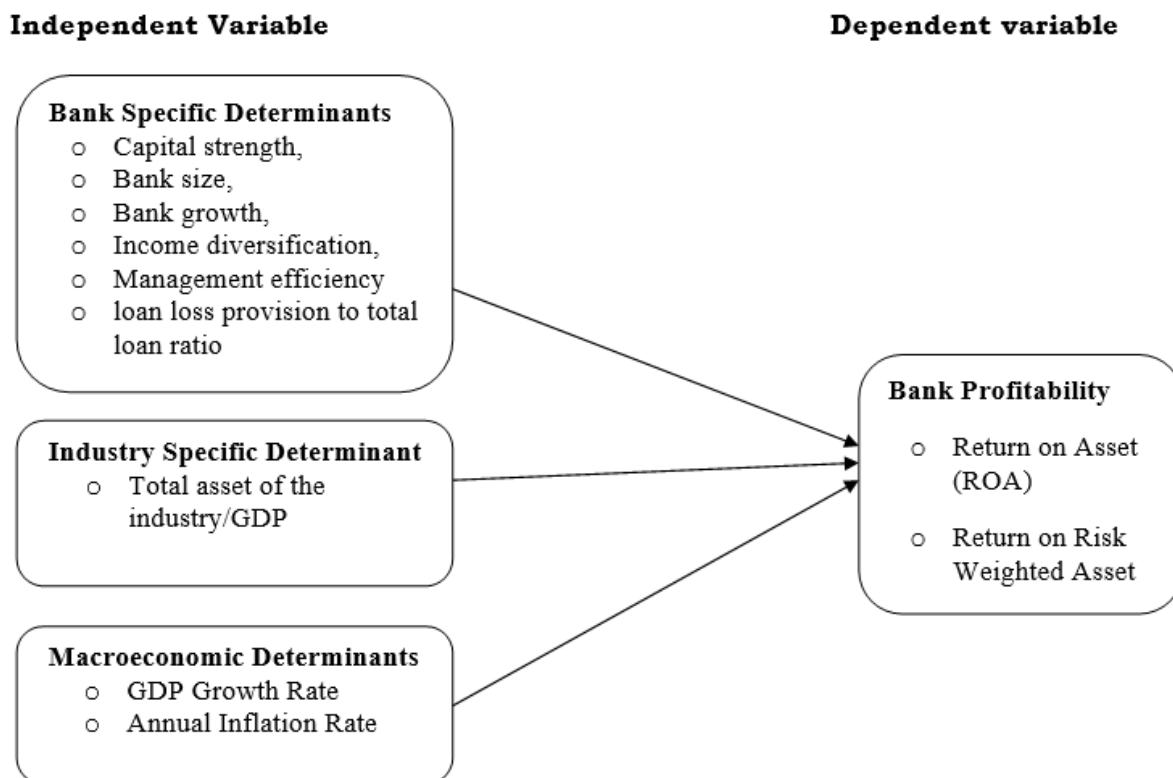 Independent Variable
Dependent variable
Bank Specific Determinants
o Capital strength,
o Bank size,
o Bank growth,
o Income diversification,
o Management efficiency
o loan loss provision to total
loan ratio
Industry Specific Determinant
o Total asset of the
industry/GDP
Macroeconomic Determinants
o GDP Growth Rate
o Annual Inflation Rate
Bank Profitability
o Return on Asset
(ROA)
o Return on Risk
Weighted Asset